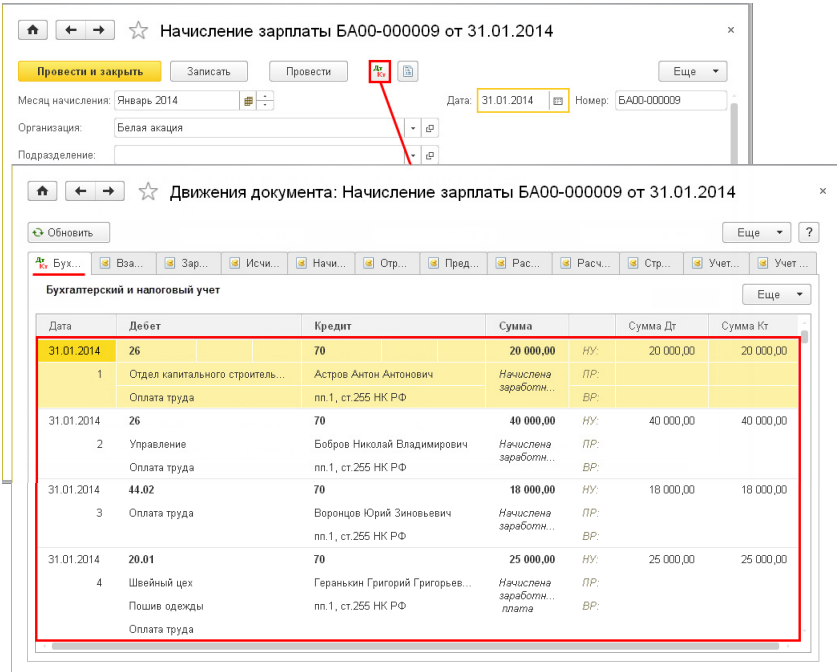 Начисление зарплаты БА00-000009 от 31.01.2014
Провести и закрыть Записать Провести Дт Кт Еще
Месяц начисления: Январь 2014 Дата: 31.01.2014 Номер: БА00-000009
Организация: Белая акация
Подразделение:
Движения документа: Начисление зарплаты БА00-000009 от 31.01.2014
Обновить Еще ?
Дт Кт Бух... Вза... Зар... Исчи... Начи... Отр... Пред... Рас... Расч... Стр... Учет... Учет ...
Бухгалтерский и налоговый учет Еще
Дата Дебет Кредит Сумма Сумма Дт Сумма Кт
31.01.2014 26 70 20 000,00 НУ: 20 000,00 20 000,00
1 Отдел капитального строитель... Астров Антон Антонович Начислена ПР:
заработн...
Оплата труда пп.1, ст.255 НК РФ ВР:
31.01.2014 26 70 40 000,00 НУ: 40 000,00 40 000,00
2 Управление Бобров Николай Владимирович Начислена ПР:
заработн...
Оплата труда пп.1, ст.255 НК РФ ВР:
31.01.2014 44.02 70 18 000,00 НУ: 18 000,00 18 000,00
3 Оплата труда Воронцов Юрий Зиновьевич Начислена ПР:
заработн...
пп.1, ст.255 НК РФ ВР:
31.01.2014 20.01 70 25 000,00 НУ: 25 000,00 25 000,00
4 Швейный цех Геранькин Григорий Григорьев... Начислена ПР:
заработн...
Пошив одежды пп.1, ст.255 НК РФ плата ВР:
Оплата труда